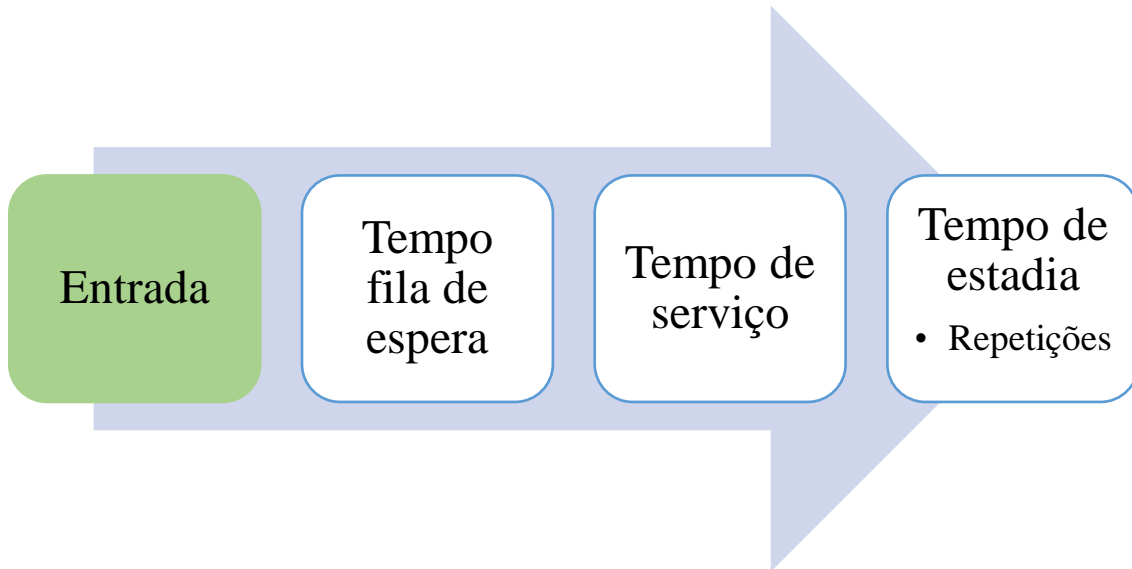 Entrada
Tempo
fila de
espera
Tempo de
serviço
Tempo de
estadia
• Repetições